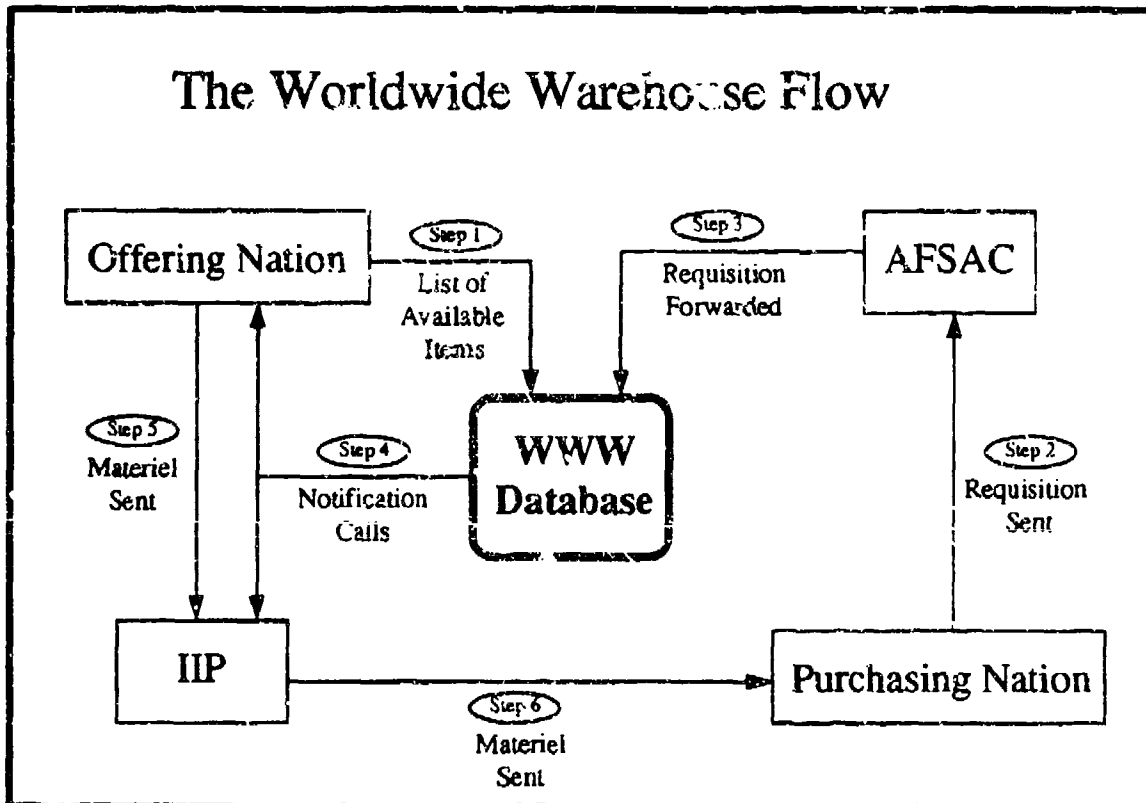 The Worldwide Warehouse Flow
Offering Nation
Step 1
List of
Available
Items
Step 3
Requisition
Forwarded
AFSAC
WWW
Database
Step 5
Materiel
Sent
Step 4
Notification
Calls
Step 2
Requisition
Sent
IIP
Purchasing Nation
Step 6
Materiel
Sent